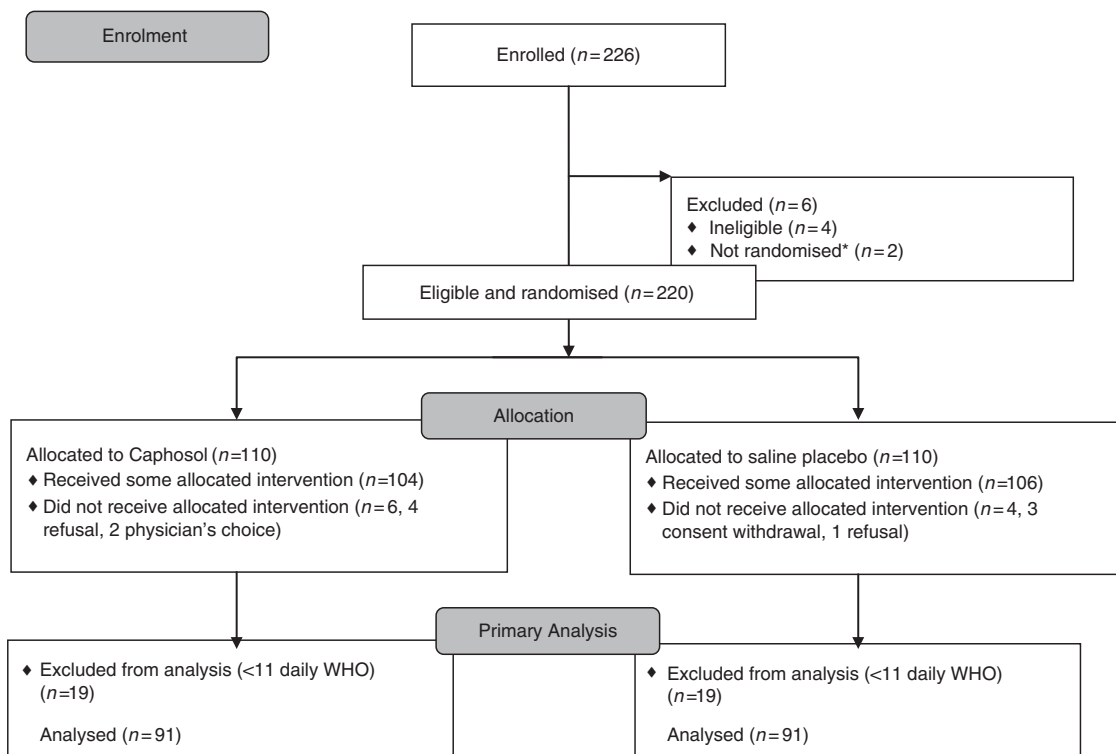 Enrolment
Enrolled (n=226)
Excluded (n=6)
♦ Ineligible (n=4)
♦ Not randomised* (n=2)
Eligible and randomised (n=220)
Allocation
Allocated to Caphosol (n=110)
♦ Received some allocated intervention (n=104)
♦ Did not receive allocated intervention (n=6, 4
refusal, 2 physician's choice)
Allocated to saline placebo (n=110)
♦ Received some allocated intervention (n=106)
♦ Did not receive allocated intervention (n=4, 3
consent withdrawal, 1 refusal)
Primary Analysis
♦ Excluded from analysis (<11 daily WHO)
(n=19)
Analysed (n=91)
♦ Excluded from analysis (<11 daily WHO)
(n=19)
Analysed (n=91)